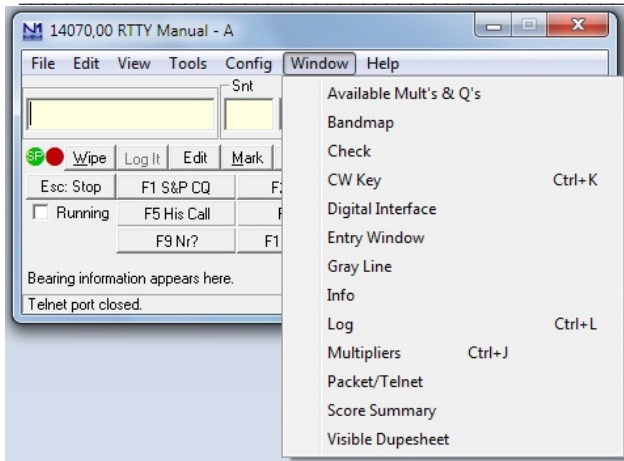 N1 14070,00 RTTY Manual - A
File Edit View Tools Config Window Help
Snt
SP Wipe Log It Edit Mark
Esc: Stop F1 S&P CQ
Running F5 His Call
F9 Nr? F1
Bearing information appears here.
Telnet port closed.
Available Mult's & Q's
Bandmap
Check
CW Key Ctrl+K
Digital Interface
Entry Window
Gray Line
Info
Log Ctrl+L
Multipliers Ctrl+J
Packet/Telnet
Score Summary
Visible Dupesheet